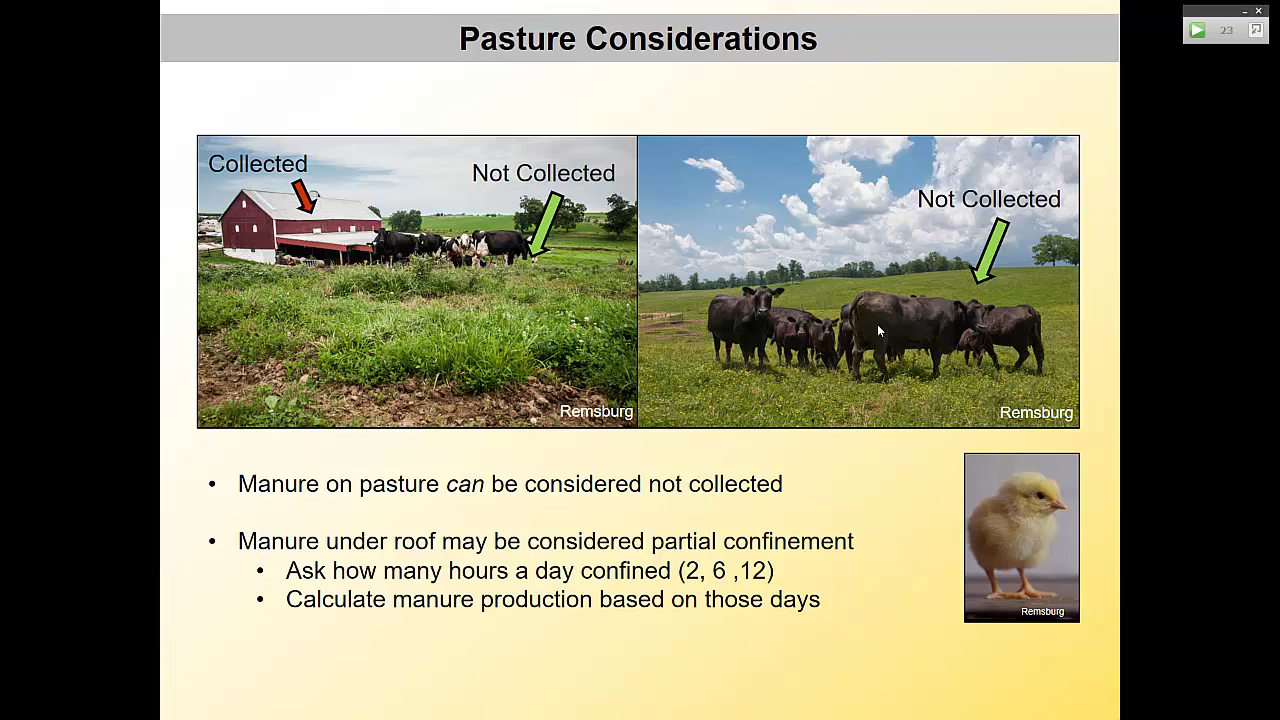 Pasture Considerations
23
Collected
Not Collected
Not Collected
Remsburg
Remsburg
• Manure on pasture can be considered not collected
• Manure under roof may be considered partial confinement
• Ask how many hours a day confined (2, 6 ,12)
• Calculate manure production based on those days
Remsburg